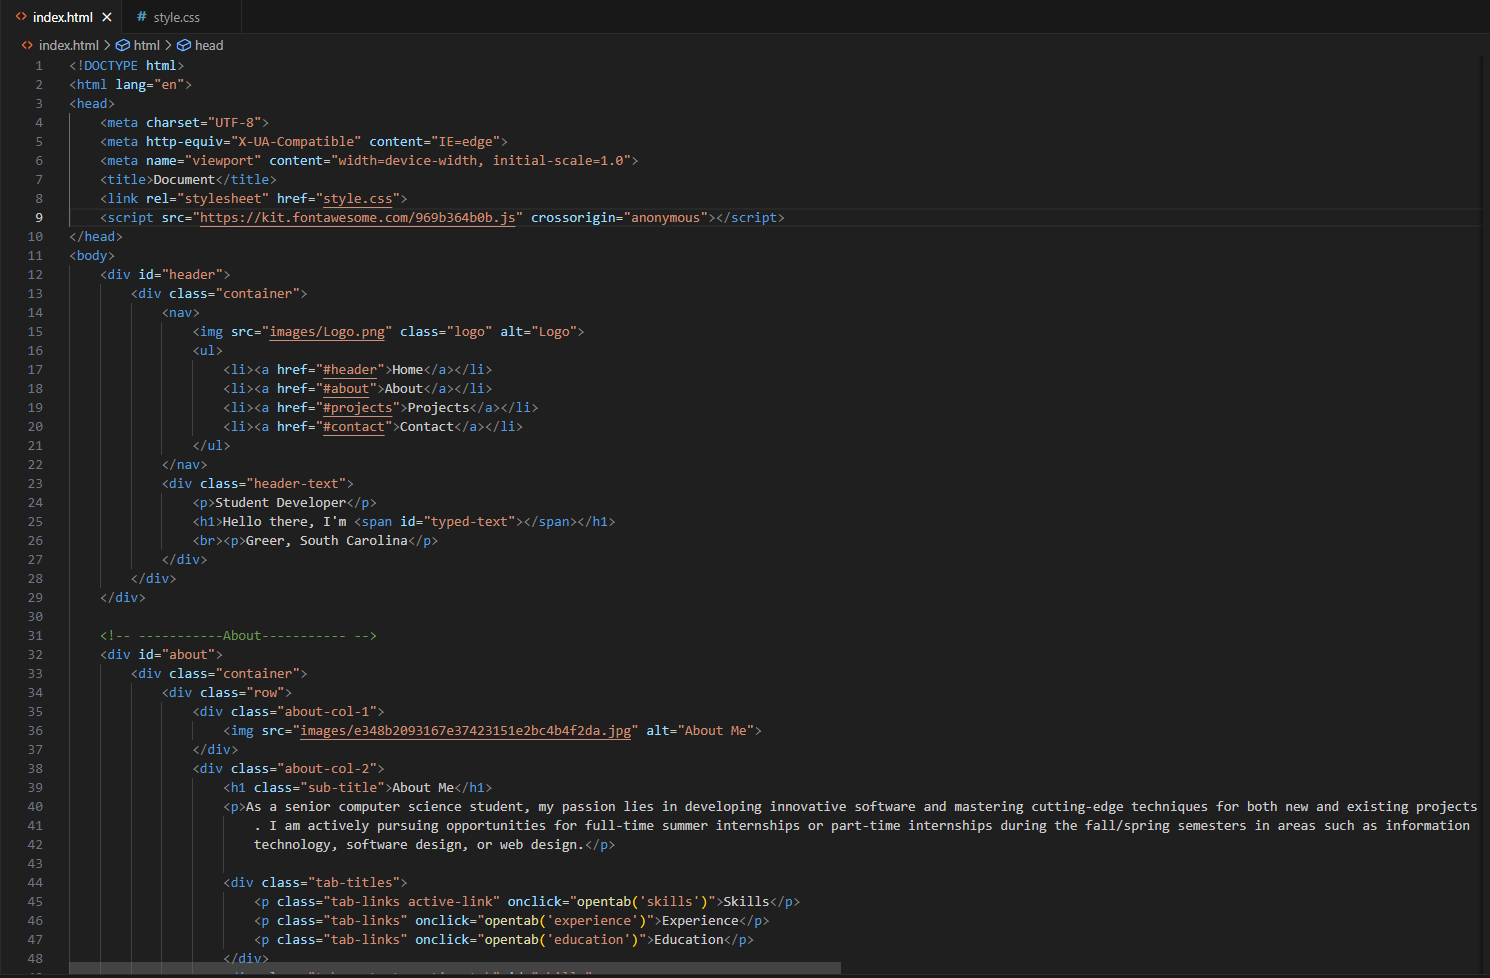 index.html
style.css
index.html > html > head
1 <!DOCTYPE html>
2 <html lang="en">
3 <head>
4 <meta charset="UTF-8">
5 <meta http-equiv="X-UA-Compatible" content="IE=edge">
6 <meta name="viewport" content="width=device-width, initial-scale=1.0">
7 <title>Document</title>
8 <link rel="stylesheet" href="style.css">
9 <script src="https://kit.fontawesome.com/969b364b0b.js" crossorigin="anonymous"></script>
10 </head>
11 <body>
12 <div id="header">
13 <div class="container">
14 <nav>
15 <img src="images/Logo.png" class="logo" alt="Logo">
16 <ul>
17 <li><a href="#header">Home</a></li>
18 <li><a href="#about">About</a></li>
19 <li><a href="#projects">Projects</a></li>
20 <li><a href="#contact">Contact</a></li>
21 </ul>
22 </nav>
23 <div class="header-text">
24 <p>Student Developer</p>
25 <h1>Hello there, I'm <span id="typed-text"></span></h1>
26 <br><p>Greer, South Carolina</p>
27 </div>
28 </div>
29 </div>
30
31 <!-- -----------About----------- -->
32 <div id="about">
33 <div class="container">
34 <div class="row">
35 <div class="about-col-1">
36 <img src="images/e348b2093167e37423151e2bc4b4f2da.jpg" alt="About Me">
37 </div>
38 <div class="about-col-2">
39 <h1 class="sub-title">About Me</h1>
40 <p>As a senior computer science student, my passion lies in developing innovative software and mastering cutting-edge techniques for both new and existing projects
41 . I am actively pursuing opportunities for full-time summer internships or part-time internships during the fall/spring semesters in areas such as information
42 technology, software design, or web design.</p>
43
44 <div class="tab-titles">
45 <p class="tab-links active-link" onclick="opentab('skills')">Skills</p>
46 <p class="tab-links" onclick="opentab('experience')">Experience</p>
47 <p class="tab-links" onclick="opentab('education')">Education</p>
48 </div>